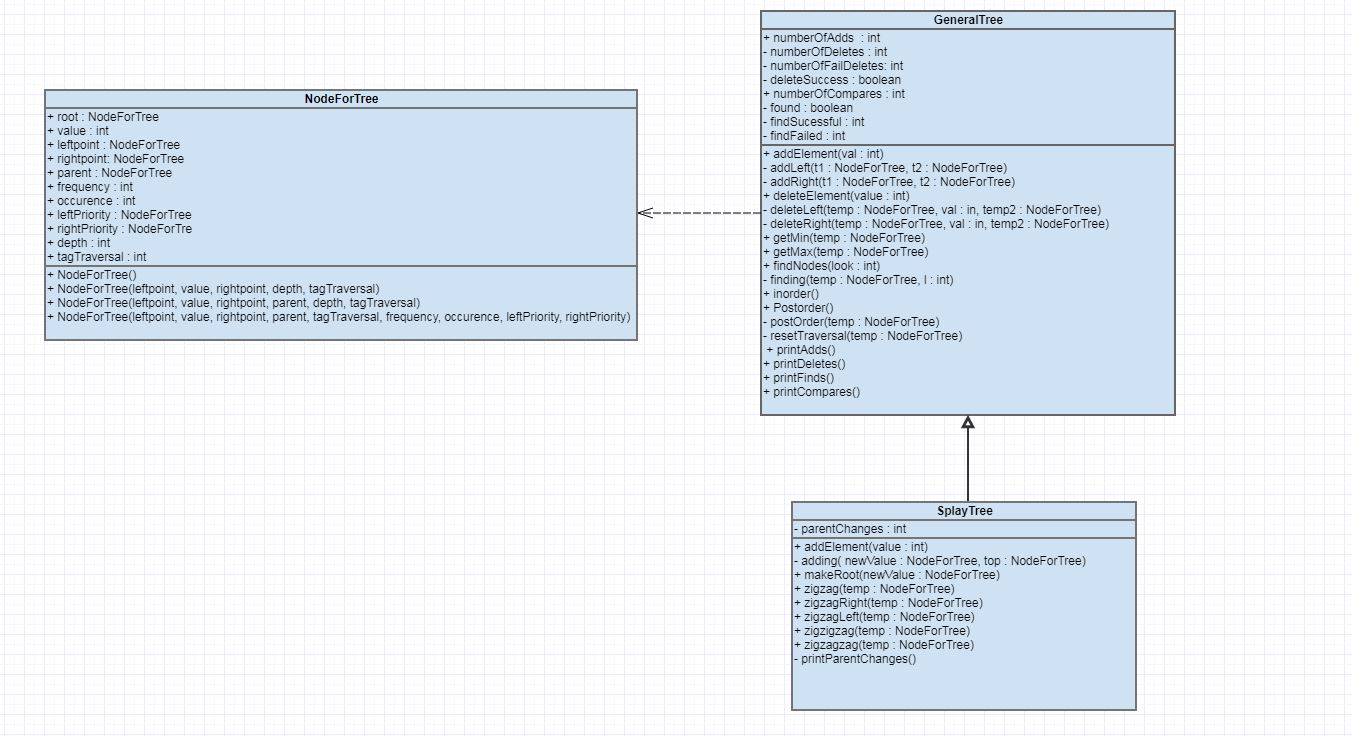 NodeForTree
+ root : NodeForTree
+ value : int
+ leftpoint : NodeForTree
+ rightpoint: NodeForTree
+ parent : NodeForTree
+ frequency : int
+ occurence : int
+ leftPriority : NodeForTree
+ rightPriority : NodeForTre
+ depth : int
+ tagTraversal : int
+ NodeForTree()
+ NodeForTree(leftpoint, value, rightpoint, depth, tagTraversal)
+ NodeForTree(leftpoint, value, rightpoint, parent, depth, tagTraversal)
+ NodeForTree(leftpoint, value, rightpoint, parent, tagTraversal, frequency, occurence, leftPriority, rightPriority)
GeneralTree
+ numberOfAdds : int
- numberOfDeletes : int
- numberOfFailDeletes: int
- deleteSuccess : boolean
+ numberOfCompares : int
- found : boolean
- findSucessful : int
- findFailed : int
+ addElement(val : int)
- addLeft(t1 : NodeForTree, t2 : NodeForTree)
- addRight(t1 : NodeForTree, t2 : NodeForTree)
+ deleteElement(value : int)
- deleteLeft(temp : NodeForTree, val : in, temp2 : NodeForTree)
- deleteRight(temp : NodeForTree, val : in, temp2 : NodeForTree)
+ getMin(temp : NodeForTree)
+ getMax(temp : NodeForTree)
+ findNodes(look : int)
- finding(temp : NodeForTree, l : int)
+ inorder()
+ Postorder()
- postOrder(temp : NodeForTree)
- resetTraversal(temp : NodeForTree)
+ printAdds()
+ printDeletes()
+ printFinds()
+ printCompares()
SplayTree
- parentChanges : int
+ addElement(value : int)
- adding( newValue : NodeForTree, top : NodeForTree)
+ makeRoot(newValue : NodeForTree)
+ zigzag(temp : NodeForTree)
+ zigzagRight(temp : NodeForTree)
+ zigzagLeft(temp : NodeForTree)
+ zigzigzag(temp : NodeForTree)
+ zigzagzag(temp : NodeForTree)
- printParentChanges()